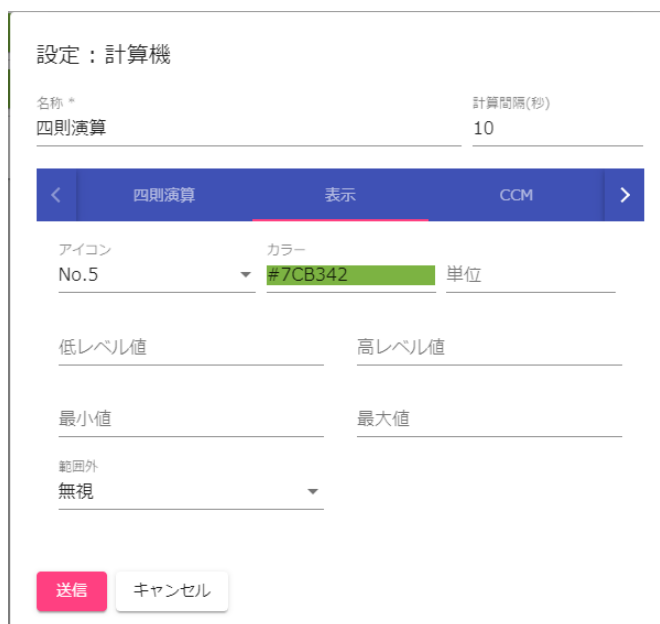 設定：計算機
名称 * 計算間隔(秒)
四則演算 10
四則演算 表示 CCM
アイコン カラー
No.5 #7CB342 単位
低レベル値 高レベル値
最小値 最大値
範囲外
無視
送信 キャンセル